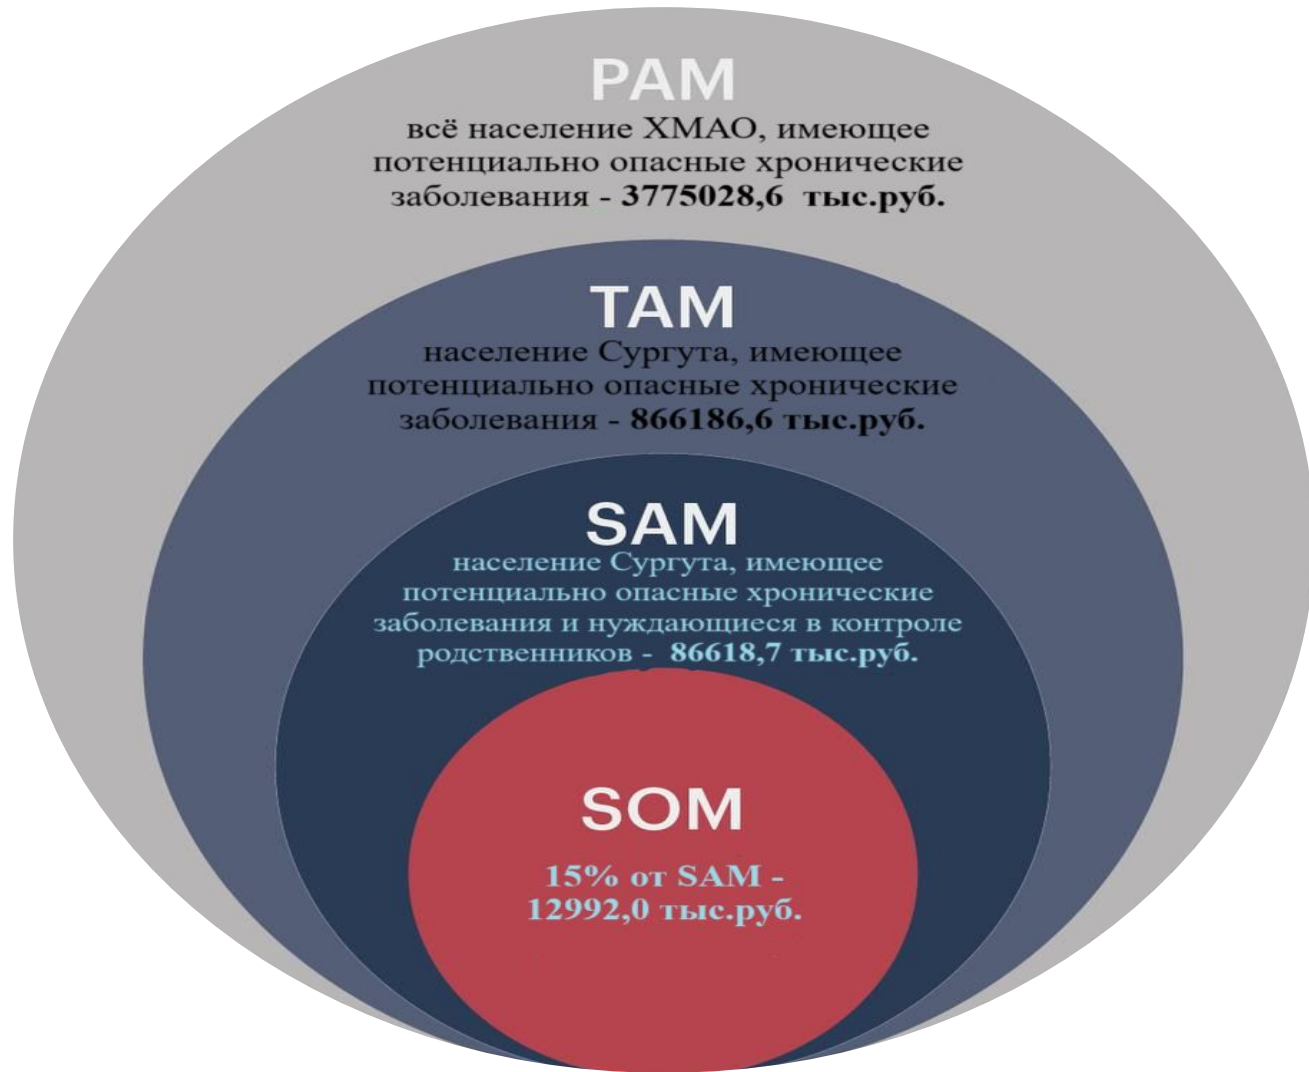 PAM
всё население ХМАО, имеющее
потенциально опасные хронические
заболевания - 3775028,6 тыс.руб.
TAM
население Сургута, имеющее
потенциально опасные хронические
заболевания - 866186,6 тыс.руб.
SAM
население Сургута, имеющее
потенциально опасные хронические
заболевания и нуждающиеся в контроле
родственников - 86618,7 тыс.руб.
SOM
15% от SAM -
12992,0 тыс.руб.